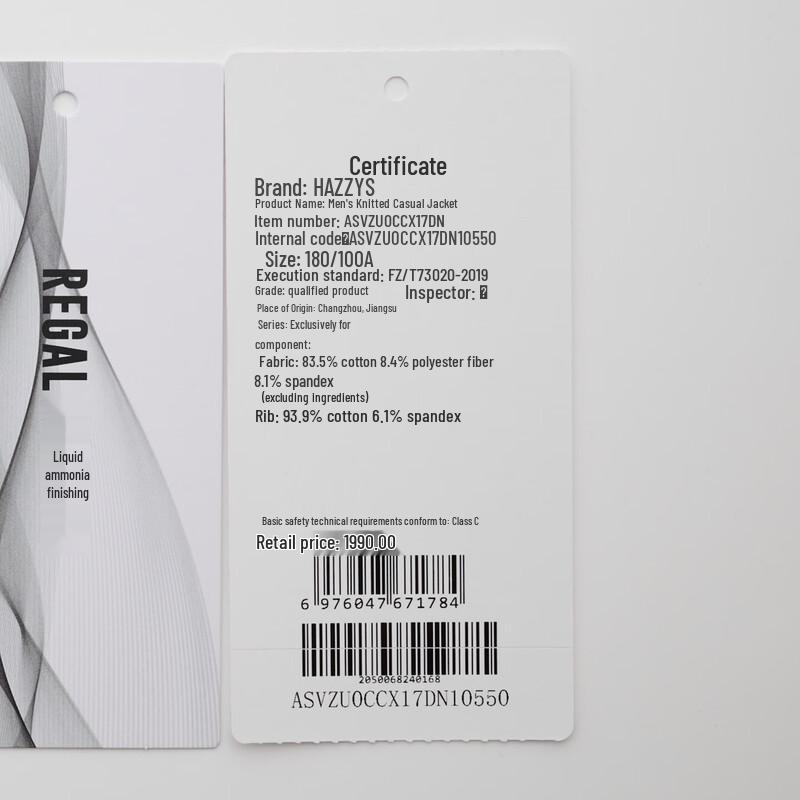 REGAL
Liquid
ammonia
finishing
Certificate
Brand: HAZZYS
Product Name: Men's Knitted Casual Jacket
Item number: ASVZU0CCX17DN
Internal code ASVZU0CCX17DN10550
Size: 180/100A
Execution standard: FZ/T73020-2019
Grade: qualified product
Inspector:
Place of Origin: Changzhou, Jiangsu
Series: Exclusively for
component:
Fabric: 83.5% cotton 8.4% polyester fiber
8.1% spandex
(excluding ingredients)
Rib: 93.9% cotton 6.1% spandex
Basic safety technical requirements conform to: Class C
Retail price: 1990.00
6 976047 671784
2050068240168
ASVZU0CCX17DN10550